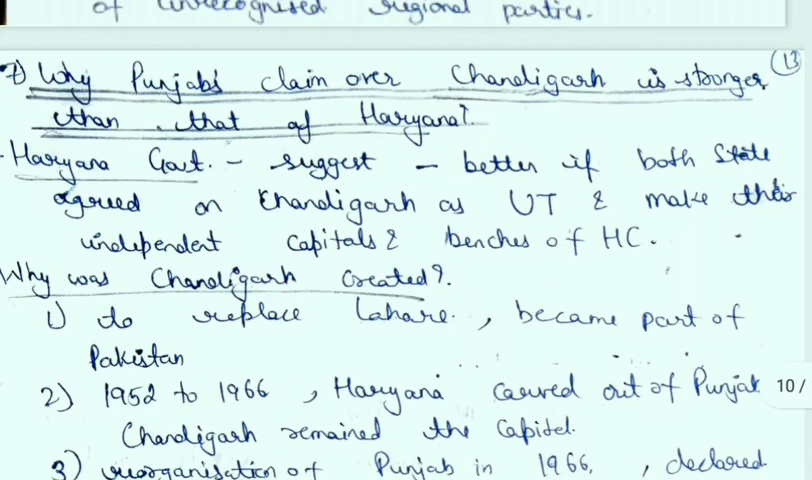 of unrecognised regional parties.
13
7) Why Punjab's claim over Chandigarh is stronger
than that of Haryana?
- Haryana Govt. - suggest - better if both State
agreed on Chandigarh as UT & make their
independent capitals & benches of HC.
Why was Chandigarh created?
1) to replace Lahore, became part of
Pakistan
2) 1952 to 1966, Haryana carved out of Punjab
10/
Chandigarh remained the capital.
3) reorganisation of Punjab in 1966, declared